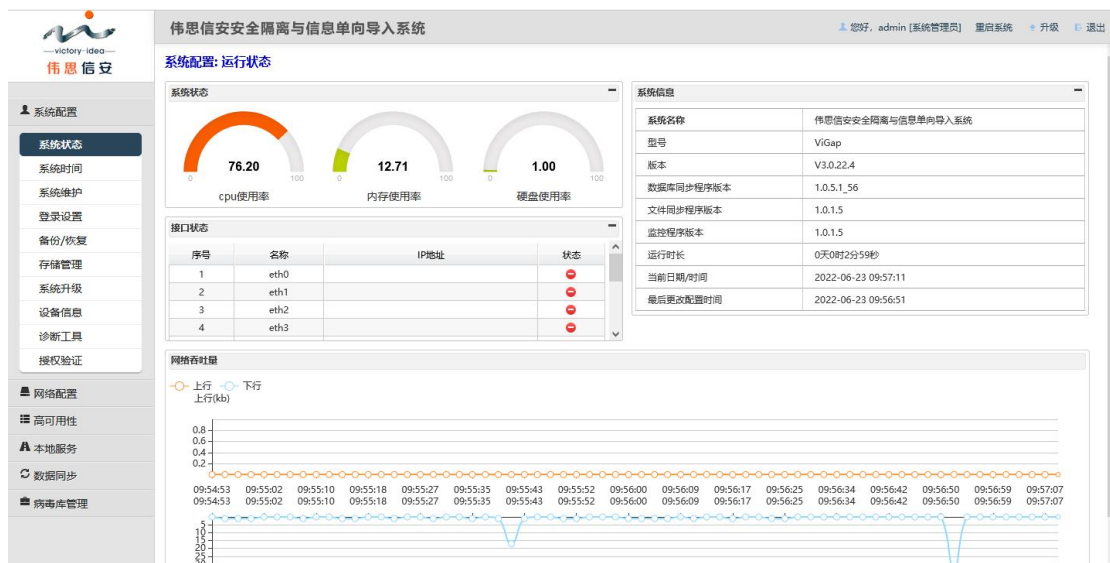 victory-idea
伟思信安
伟思信安安全隔离与信息单向导入系统
您好，admin [系统管理员] 重启系统 升级 退出
系统配置: 运行状态
系统配置
系统状态
系统时间
系统维护
登录设置
备份/恢复
存储管理
系统升级
设备信息
诊断工具
授权验证
网络配置
高可用性
本地服务
数据同步
病毒库管理
系统状态
76.20 12.71 1.00
0 100 0 100 0 100
cpu使用率 内存使用率 硬盘使用率
接口状态
序号 名称 IP地址 状态
1 eth0
2 eth1
3 eth2
4 eth3
系统信息
系统名称 伟思信安安全隔离与信息单向导入系统
型号 ViGap
版本 V3.0.22.4
数据库同步程序版本 1.0.5.1_56
文件同步程序版本 1.0.1.5
监控程序版本 1.0.1.5
运行时长 0天0时2分59秒
当前日期/时间 2022-06-23 09:57:11
最后更改配置时间 2022-06-23 09:56:51
网络吞吐量
上行 下行
上行(kb)
0.8
0.6
0.4
0.2
09:54:53 09:55:02 09:55:10 09:55:18 09:55:27 09:55:35 09:55:43 09:55:52 09:56:00 09:56:09 09:56:17 09:56:25 09:56:34 09:56:42 09:56:50 09:56:59 09:57:07
09:54:53 09:55:02 09:55:10 09:55:18 09:55:27 09:55:35 09:55:43 09:55:52 09:56:00 09:56:09 09:56:17 09:56:25 09:56:34 09:56:42 09:56:50 09:56:59 09:57:07
5
10
15
20
25
30